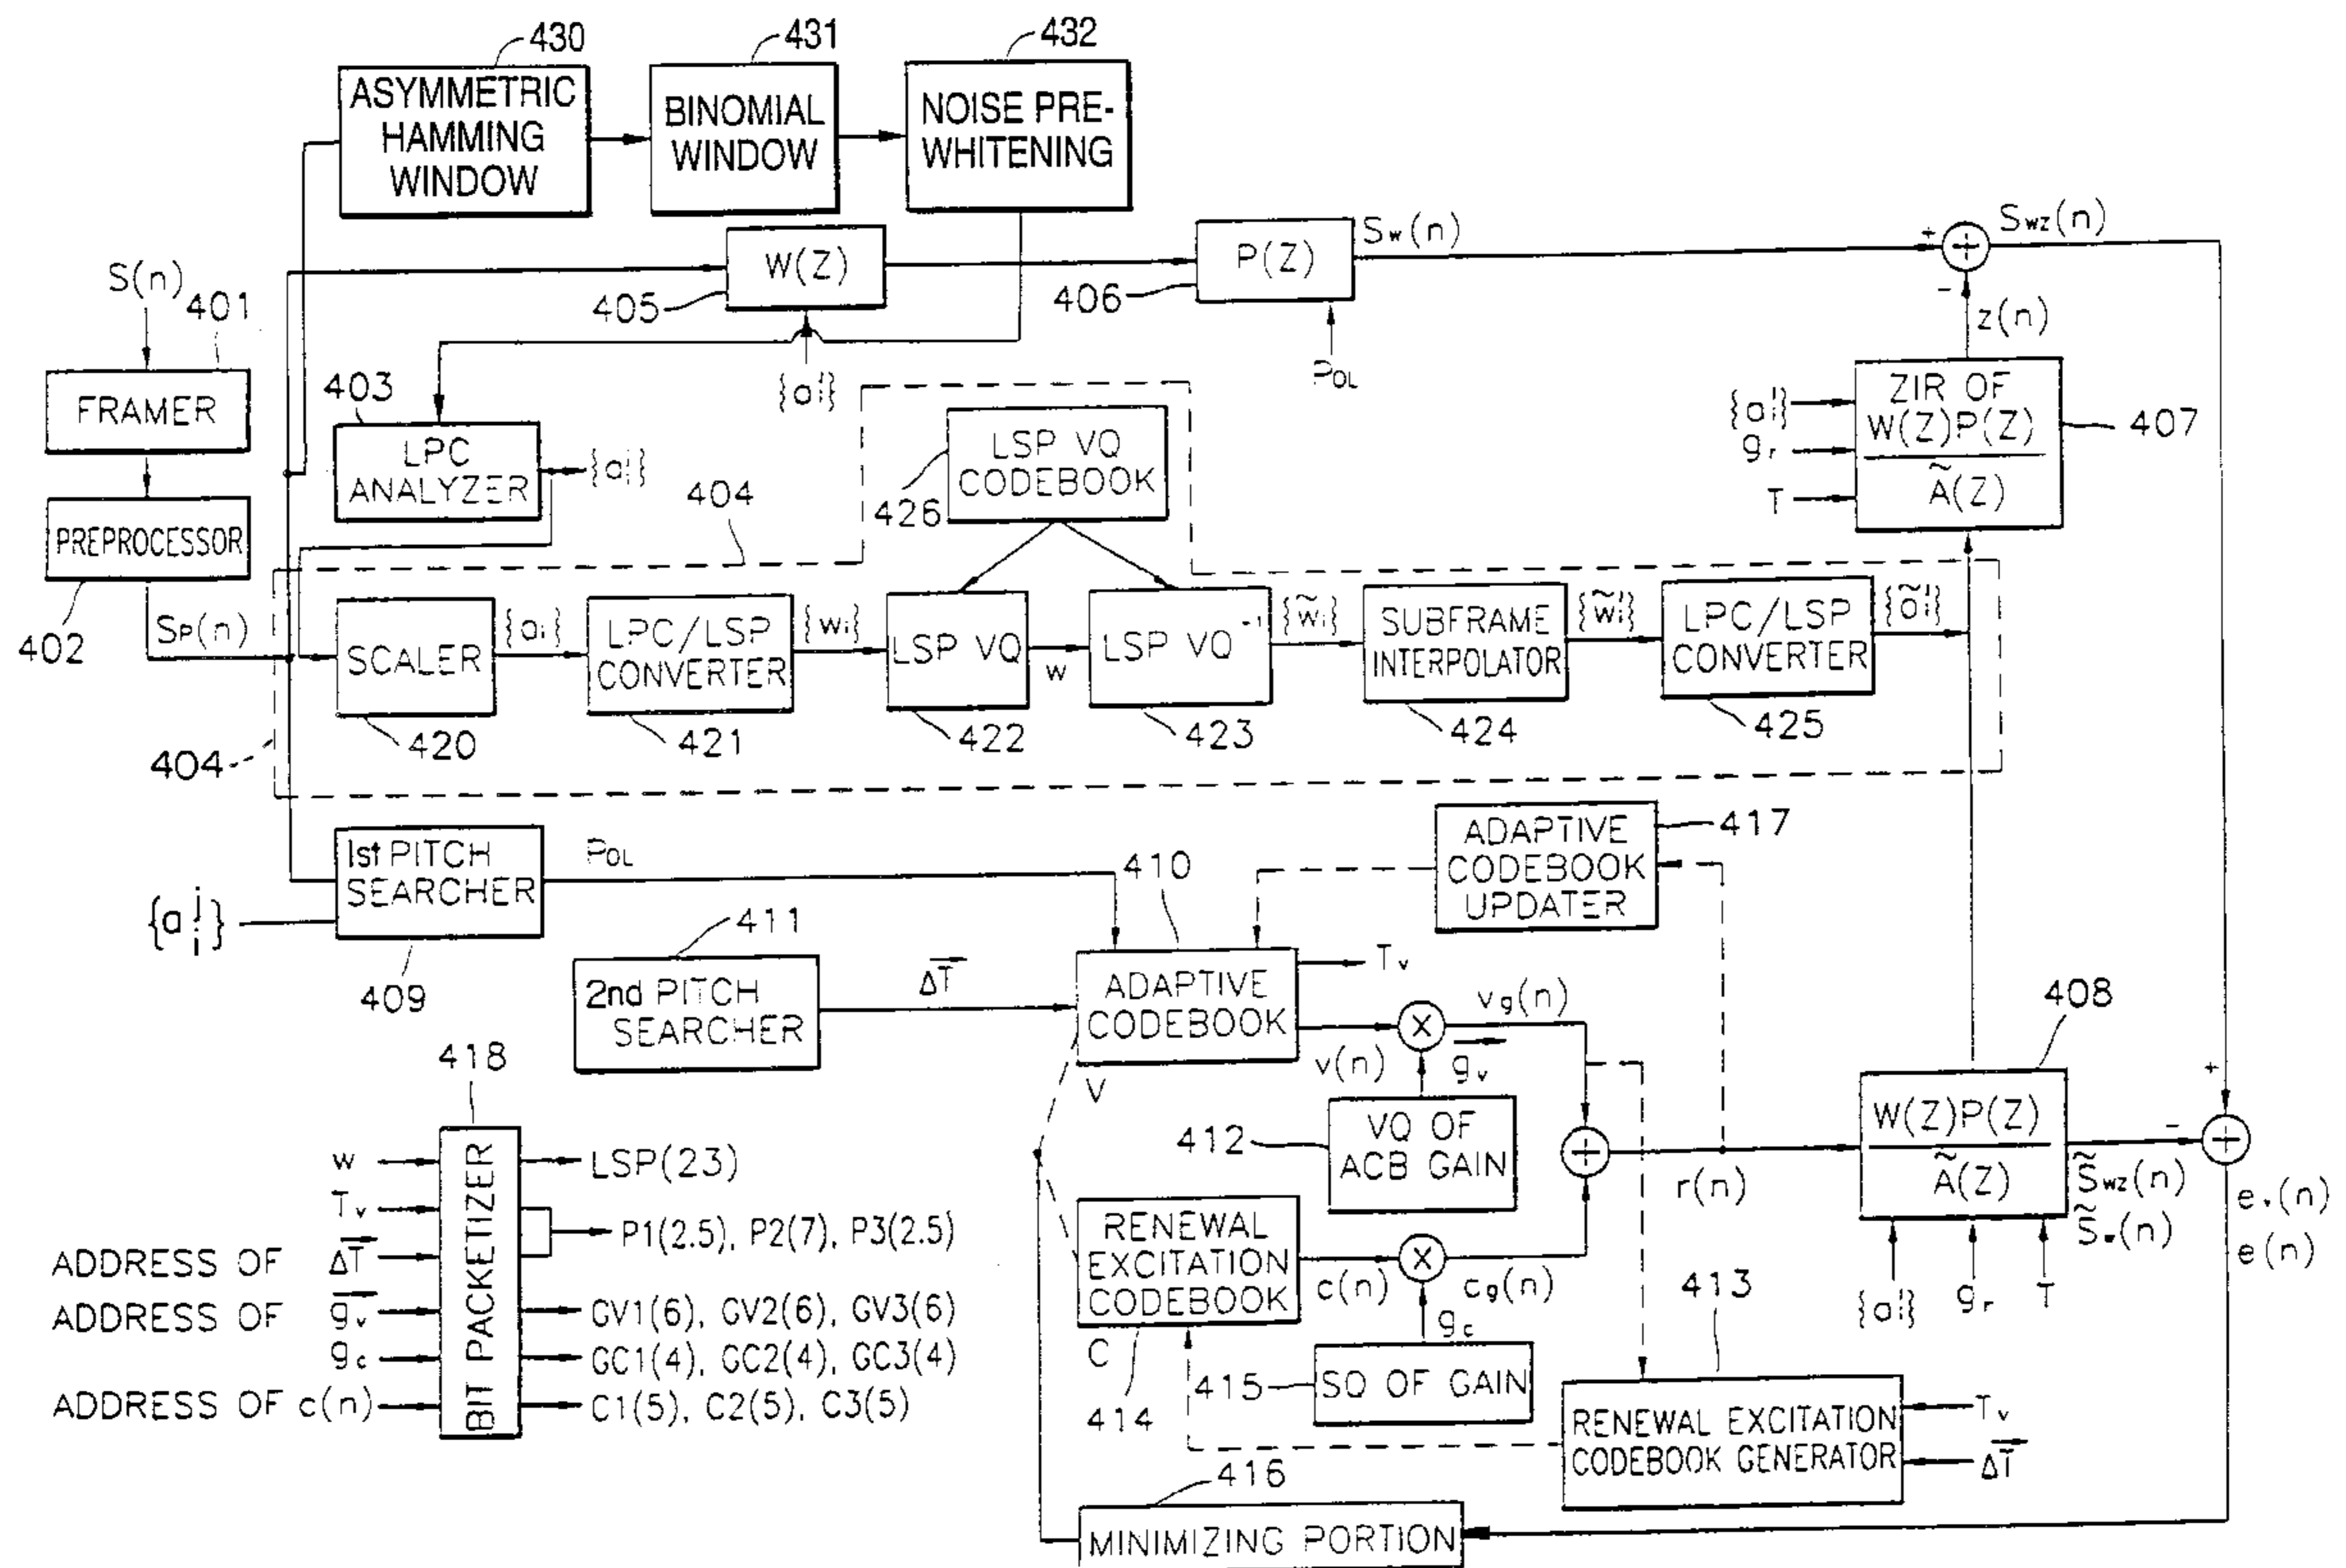 430
431
432
ASYMMETRIC
HAMMING
WINDOW
BINOMIAL
WINDOW
NOISE PRE-
WHITENING
S(n)
401
FRAMER
PREPROCESSOR
402
Sp(n)
W(Z)
405
{a i}
P(Z)
406
Sw(n)
POL
+
-
Swz(n)
z(n)
403
LPC
ANALYZER
{a i}
404
LSP VQ
CODEBOOK
426
{a i}
gr
T
ZIR OF
W(Z)P(Z)
Ã(Z)
407
SCALER
420
{ai}
LPC/LSP
CONVERTER
421
{wi}
LSP VQ
422
w
LSP VQ⁻¹
423
{w̃i}
SUBFRAME
INTERPOLATOR
424
{w̃i}
LPC/LSP
CONVERTER
425
{ã i}
404
1st PITCH
SEARCHER
409
{a j i}
POL
411
2nd PITCH
SEARCHER
ΔT
410
ADAPTIVE
CODEBOOK
V
Tv
ADAPTIVE
CODEBOOK
UPDATER
417
v(n)
vg(n)
gv
VQ OF
ACB GAIN
412
r(n)
408
W(Z)P(Z)
Ã(Z)
{a i}
gr
T
+
-
S̃wz(n)
S̃w(n)
ev(n)
e(n)
RENEWAL
EXCITATION
CODEBOOK
C
414
c(n)
cg(n)
gc
SQ OF GAIN
415
413
RENEWAL EXCITATION
CODEBOOK GENERATOR
Tv
ΔT
416
MINIMIZING PORTION
418
BIT PACKETIZER
w
LSP(23)
Tv
ADDRESS OF ΔT
P1(2.5), P2(7), P3(2.5)
ADDRESS OF gv
GV1(6), GV2(6), GV3(6)
gc
GC1(4), GC2(4), GC3(4)
ADDRESS OF c(n)
C1(5), C2(5), C3(5)